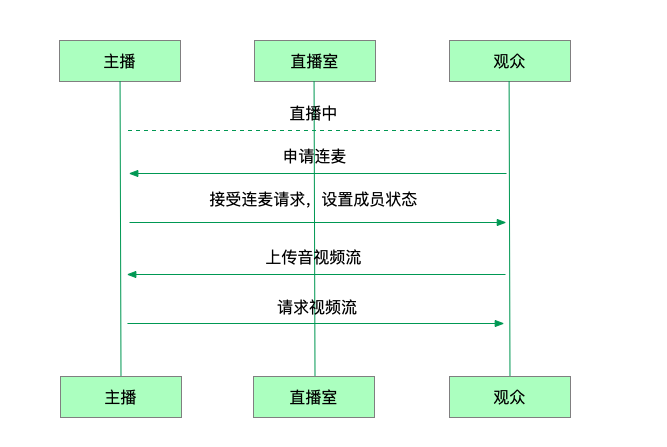 主播
直播室
观众
直播中
申请连麦
接受连麦请求，设置成员状态
上传音视频流
请求视频流
主播
直播室
观众